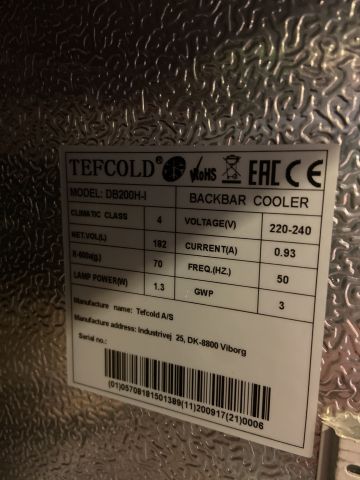 TEFCOLD® RoHS EAC CE
MODEL: DB200H-I BACKBAR COOLER
CLIMATIC CLASS 4 VOLTAGE(V) 220-240
NET.VOL(L) 182 CURRENT(A) 0.93
R-600a(g.) 70 FREQ.(HZ.) 50
LAMP POWER(W) 1.3 GWP 3
Manufacture name: Tefcold A/S
Manufacture address: Industrivej 25, DK-8800 Viborg
Serial no.:
(01)05708181501389(11)200917(21)0006